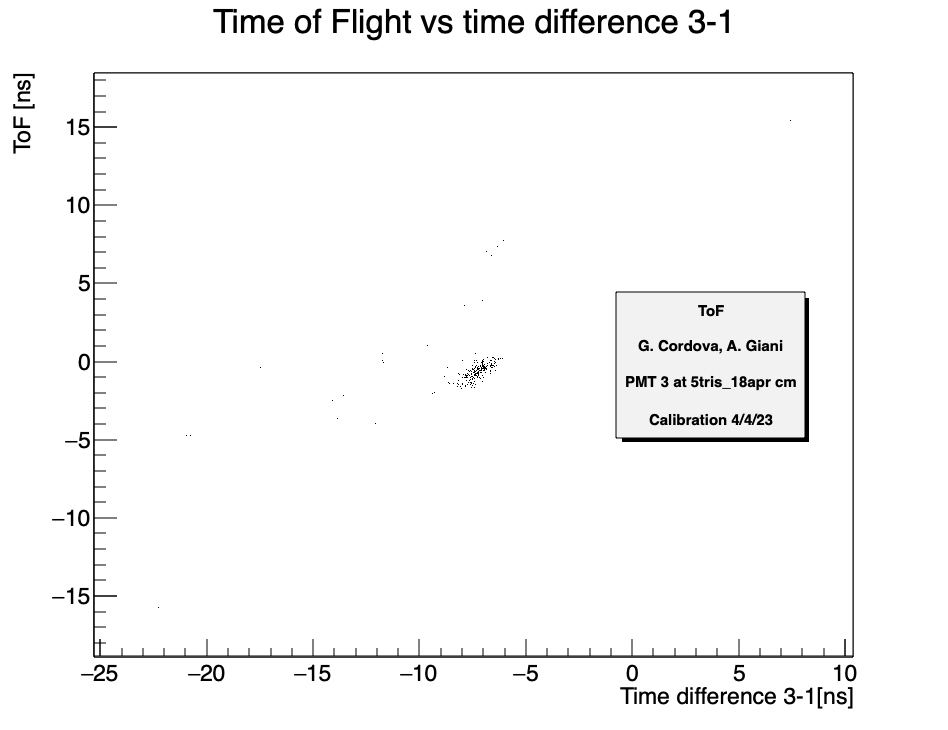 Time of Flight vs time difference 3-1
ToF [ns]
15
10
5
0
−5
−10
−15
ToF
G. Cordova, A. Giani
PMT 3 at 5tris_18apr cm
Calibration 4/4/23
−25 −20 −15 −10 −5 0 5 10
Time difference 3-1[ns]